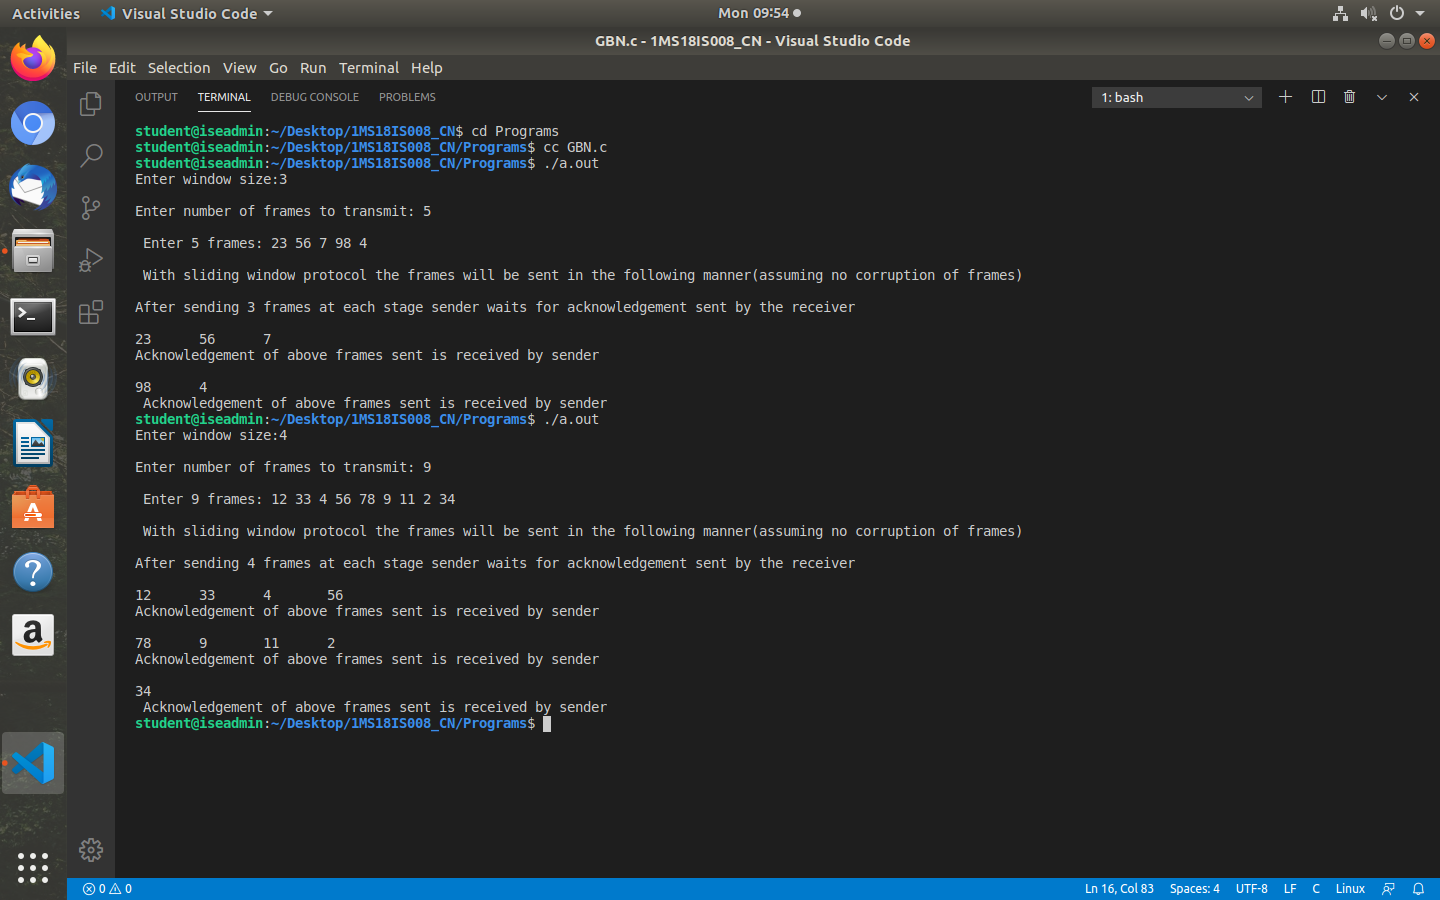 Activities Visual Studio Code Mon 09:54
GBN.c - 1MS18IS008_CN - Visual Studio Code
File Edit Selection View Go Run Terminal Help
OUTPUT TERMINAL DEBUG CONSOLE PROBLEMS 1: bash
student@iseadmin:~/Desktop/1MS18IS008_CN$ cd Programs
student@iseadmin:~/Desktop/1MS18IS008_CN/Programs$ cc GBN.c
student@iseadmin:~/Desktop/1MS18IS008_CN/Programs$ ./a.out
Enter window size:3
Enter number of frames to transmit: 5
Enter 5 frames: 23 56 7 98 4
With sliding window protocol the frames will be sent in the following manner(assuming no corruption of frames)
After sending 3 frames at each stage sender waits for acknowledgement sent by the receiver
23 56 7
Acknowledgement of above frames sent is received by sender
98 4
Acknowledgement of above frames sent is received by sender
student@iseadmin:~/Desktop/1MS18IS008_CN/Programs$ ./a.out
Enter window size:4
Enter number of frames to transmit: 9
Enter 9 frames: 12 33 4 56 78 9 11 2 34
With sliding window protocol the frames will be sent in the following manner(assuming no corruption of frames)
After sending 4 frames at each stage sender waits for acknowledgement sent by the receiver
12 33 4 56
Acknowledgement of above frames sent is received by sender
78 9 11 2
Acknowledgement of above frames sent is received by sender
34
Acknowledgement of above frames sent is received by sender
student@iseadmin:~/Desktop/1MS18IS008_CN/Programs$
0 0 Ln 16, Col 83 Spaces: 4 UTF-8 LF C Linux